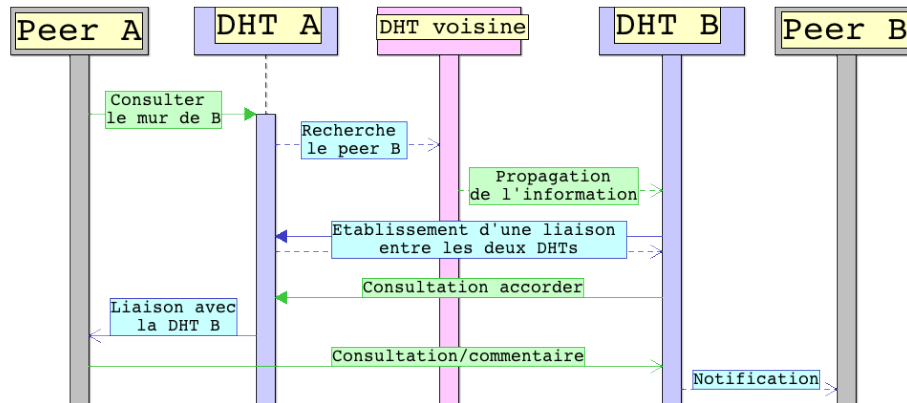 Peer A
DHT A
DHT voisine
DHT B
Peer B
Consulter
le mur de B
Recherche
le peer B
Propagation
de l'information
Etablissement d'une liaison
entre les deux DHTs
Consultation accorder
Liaison avec
la DHT B
Consultation/commentaire
Notification